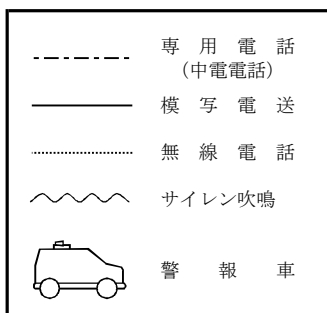 専用電話
(中電電話)
模写電送
無線電話
サイレン吹鳴
警報車